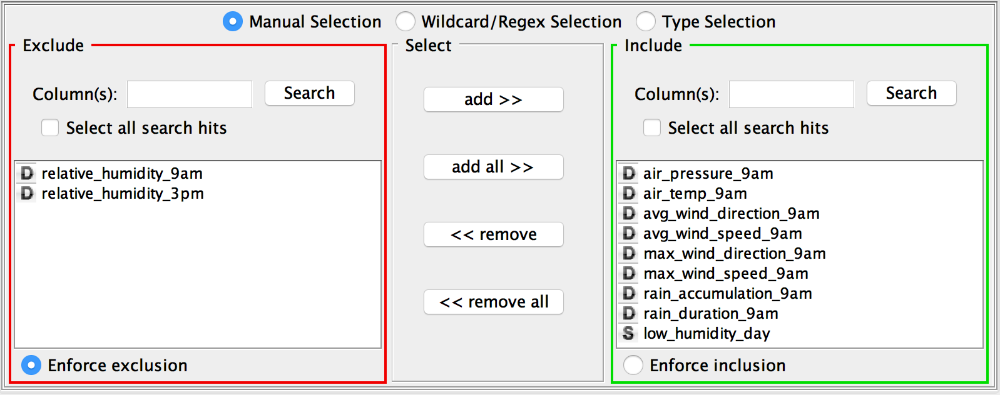 Manual Selection Wildcard/Regex Selection Type Selection
Exclude
Column(s): Search
Select all search hits
D relative_humidity_9am
D relative_humidity_3pm
Enforce exclusion
Select
add >>
add all >>
<< remove
<< remove all
Include
Column(s): Search
Select all search hits
D air_pressure_9am
D air_temp_9am
D avg_wind_direction_9am
D avg_wind_speed_9am
D max_wind_direction_9am
D max_wind_speed_9am
D rain_accumulation_9am
D rain_duration_9am
S low_humidity_day
Enforce inclusion